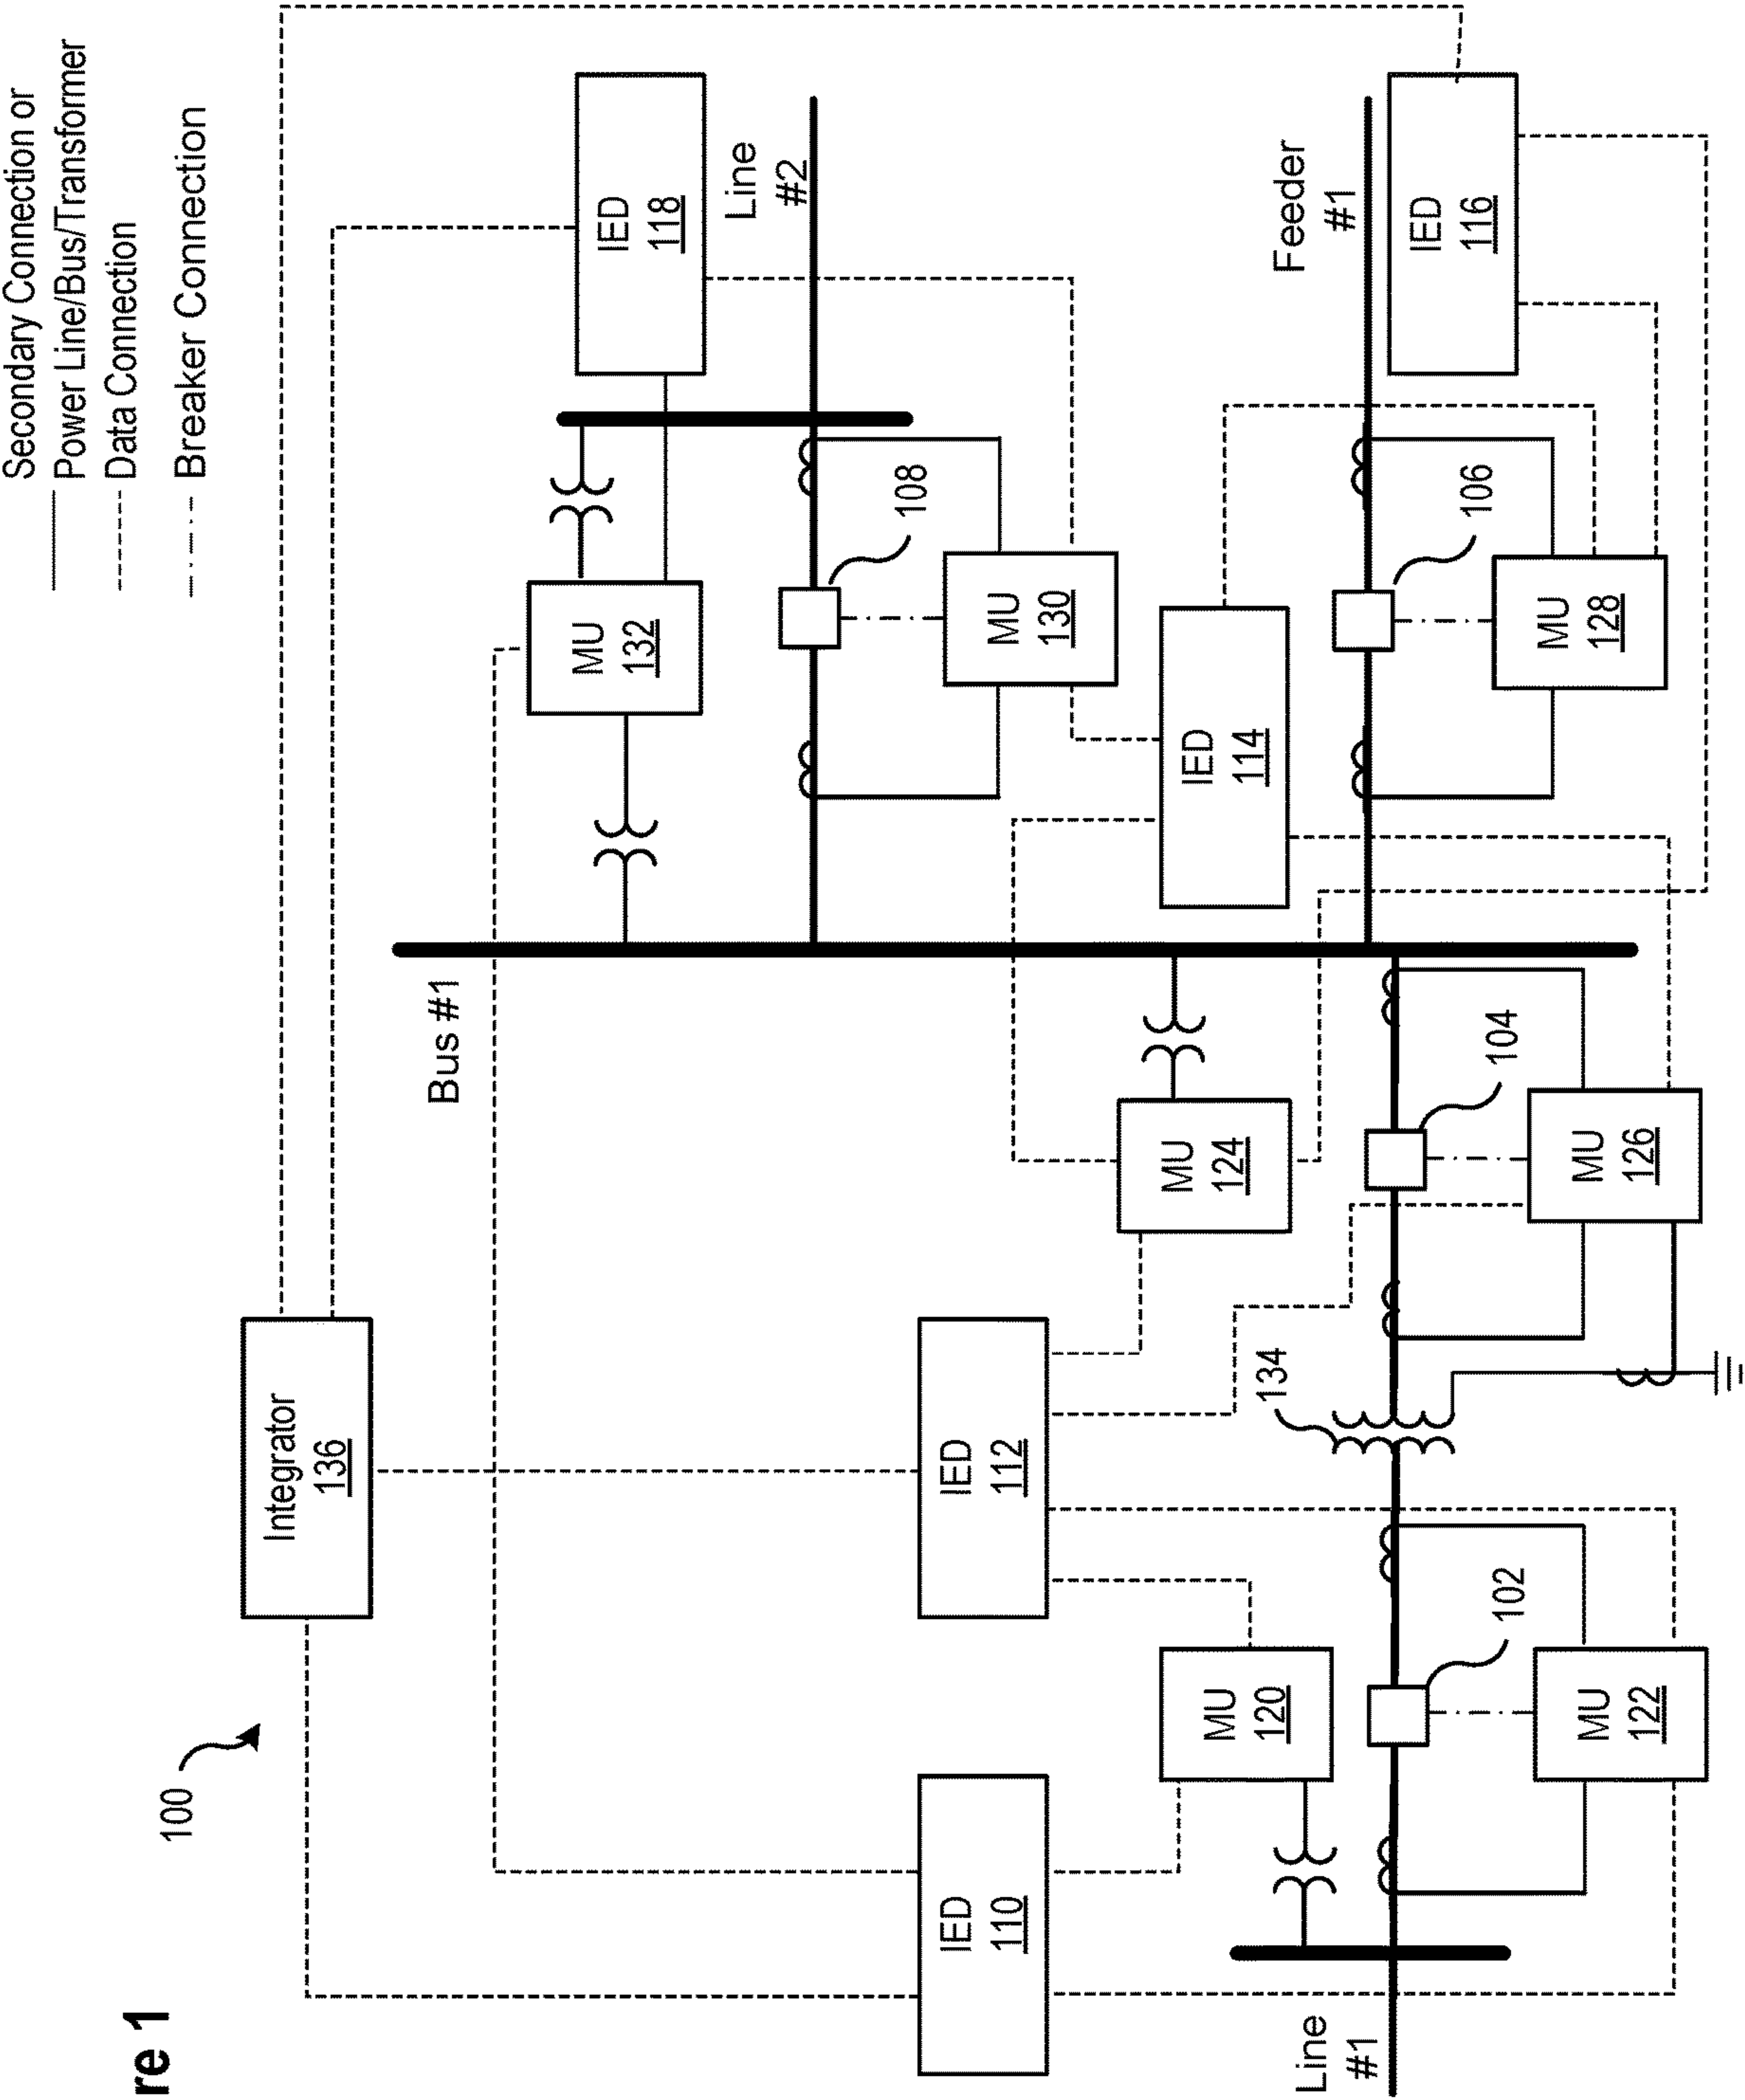 re 1
100
Secondary Connection or
Power Line/Bus/Transformer
Data Connection
Breaker Connection
Integrator
136
Bus #1
IED
118
MU
132
Line
#2
108
MU
130
IED
110
IED
112
MU
124
IED
114
Feeder
#1
MU
120
134
104
106
IED
116
Line
#1
102
MU
122
MU
126
MU
128